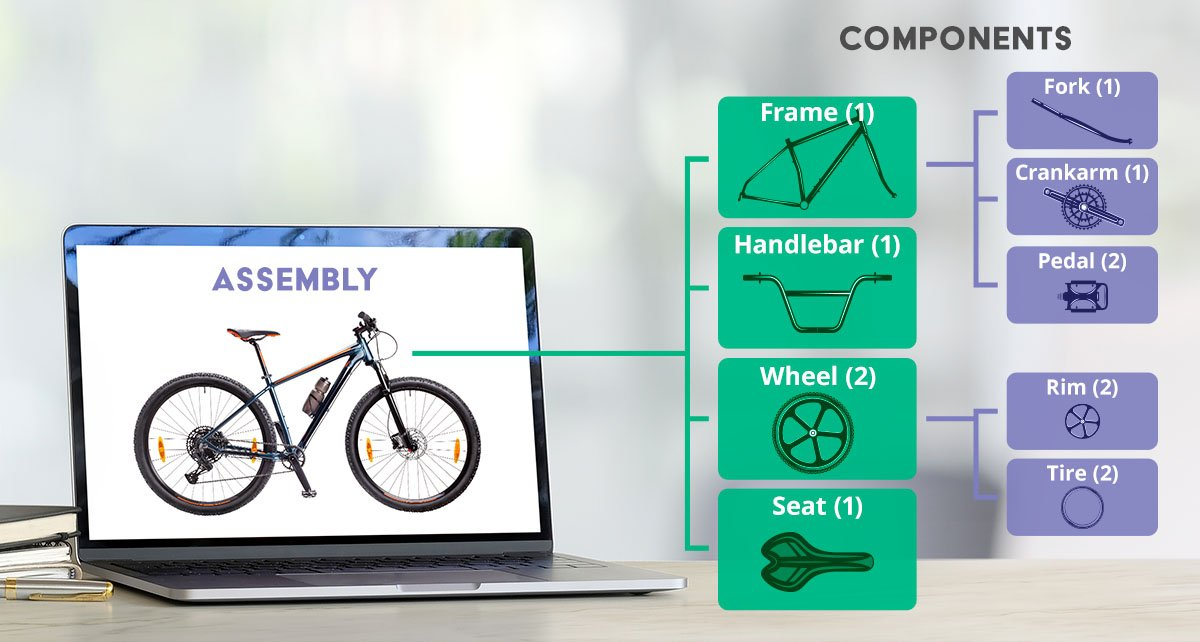 COMPONENTS
ASSEMBLY
Frame (1)
Handlebar (1)
Wheel (2)
Seat (1)
Fork (1)
Crankarm (1)
Pedal (2)
Rim (2)
Tire (2)